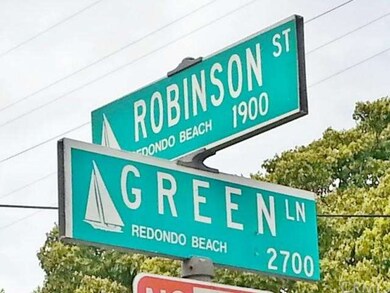 ROBINSON ST
REDONDO BEACH 1900
GREEN LN
REDONDO BEACH 2700